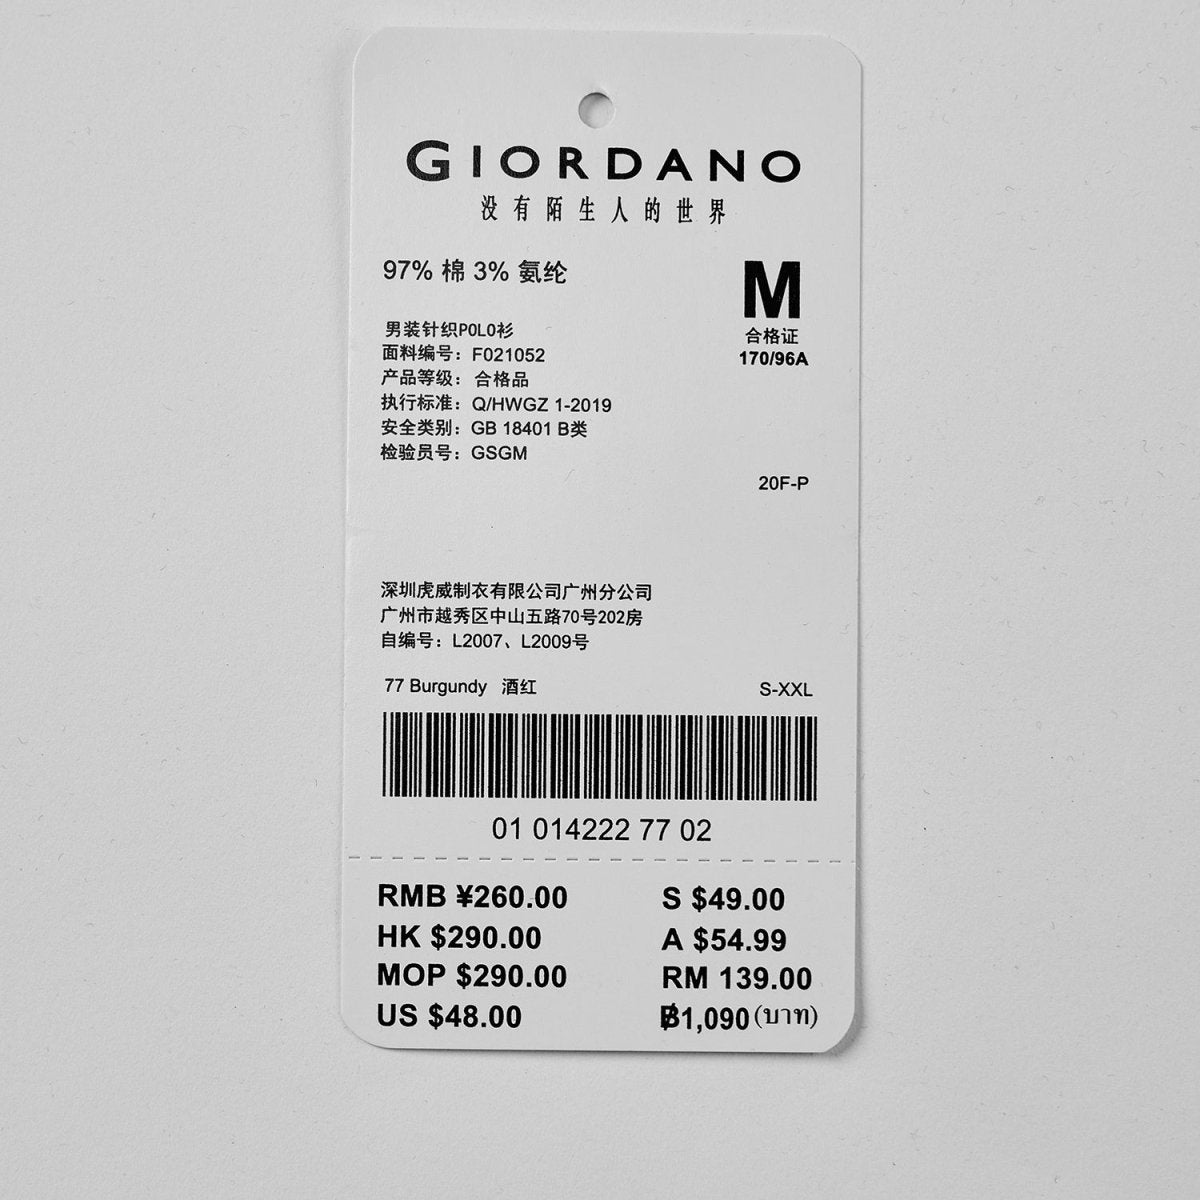 GIORDANO
没有陌生人的世界
97% 棉 3% 氨纶
M
合格证
170/96A
男装针织POLO衫
面料编号：F021052
产品等级：合格品
执行标准：Q/HWGZ 1-2019
安全类别：GB 18401 B类
检验员号：GSGM
20F-P
深圳虎威制衣有限公司广州分公司
广州市越秀区中山五路70号202房
自编号：L2007、L2009号
77 Burgundy 酒红
S-XXL
01 014222 77 02
RMB ¥260.00
S $49.00
HK $290.00
A $54.99
MOP $290.00
RM 139.00
US $48.00
฿1,090(บาท)